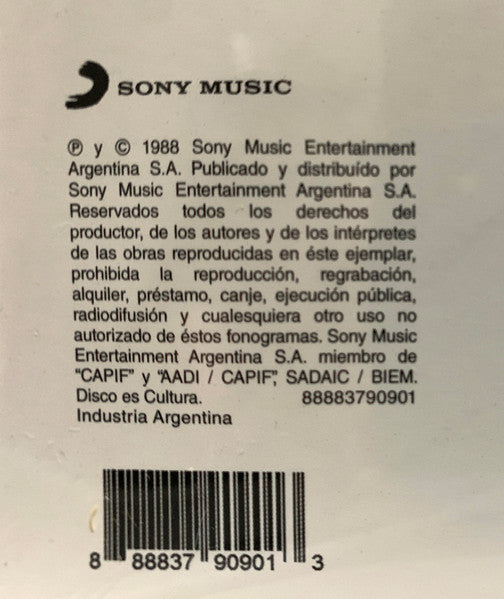 SONY MUSIC
℗ y © 1988 Sony Music Entertainment
Argentina S.A. Publicado y distribuído por
Sony Music Entertainment Argentina S.A.
Reservados todos los derechos del
productor, de los autores y de los intérpretes
de las obras reproducidas en éste ejemplar,
prohibida la reproducción, regrabación,
alquiler, préstamo, canje, ejecución pública,
radiodifusión y cualesquiera otro uso no
autorizado de éstos fonogramas. Sony Music
Entertainment Argentina S.A. miembro de
"CAPIF" y "AADI / CAPIF", SADAIC / BIEM.
Disco es Cultura. 88883790901
Industria Argentina
8 88837 90901 3